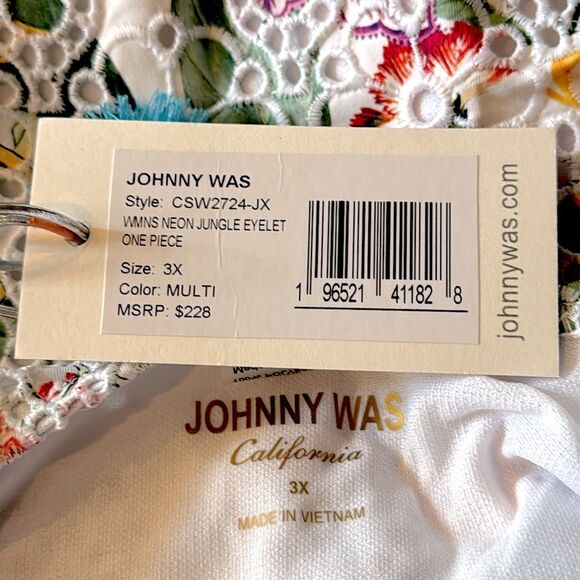 JOHNNY WAS
Style: CSW2724-JX
WMNS NEON JUNGLE EYELET
ONE PIECE
Size: 3X
Color: MULTI
MSRP: $228
1 96521 41182 8
johnnywas.com
JOHNNY WAS
California
3X
MADE IN VIETNAM